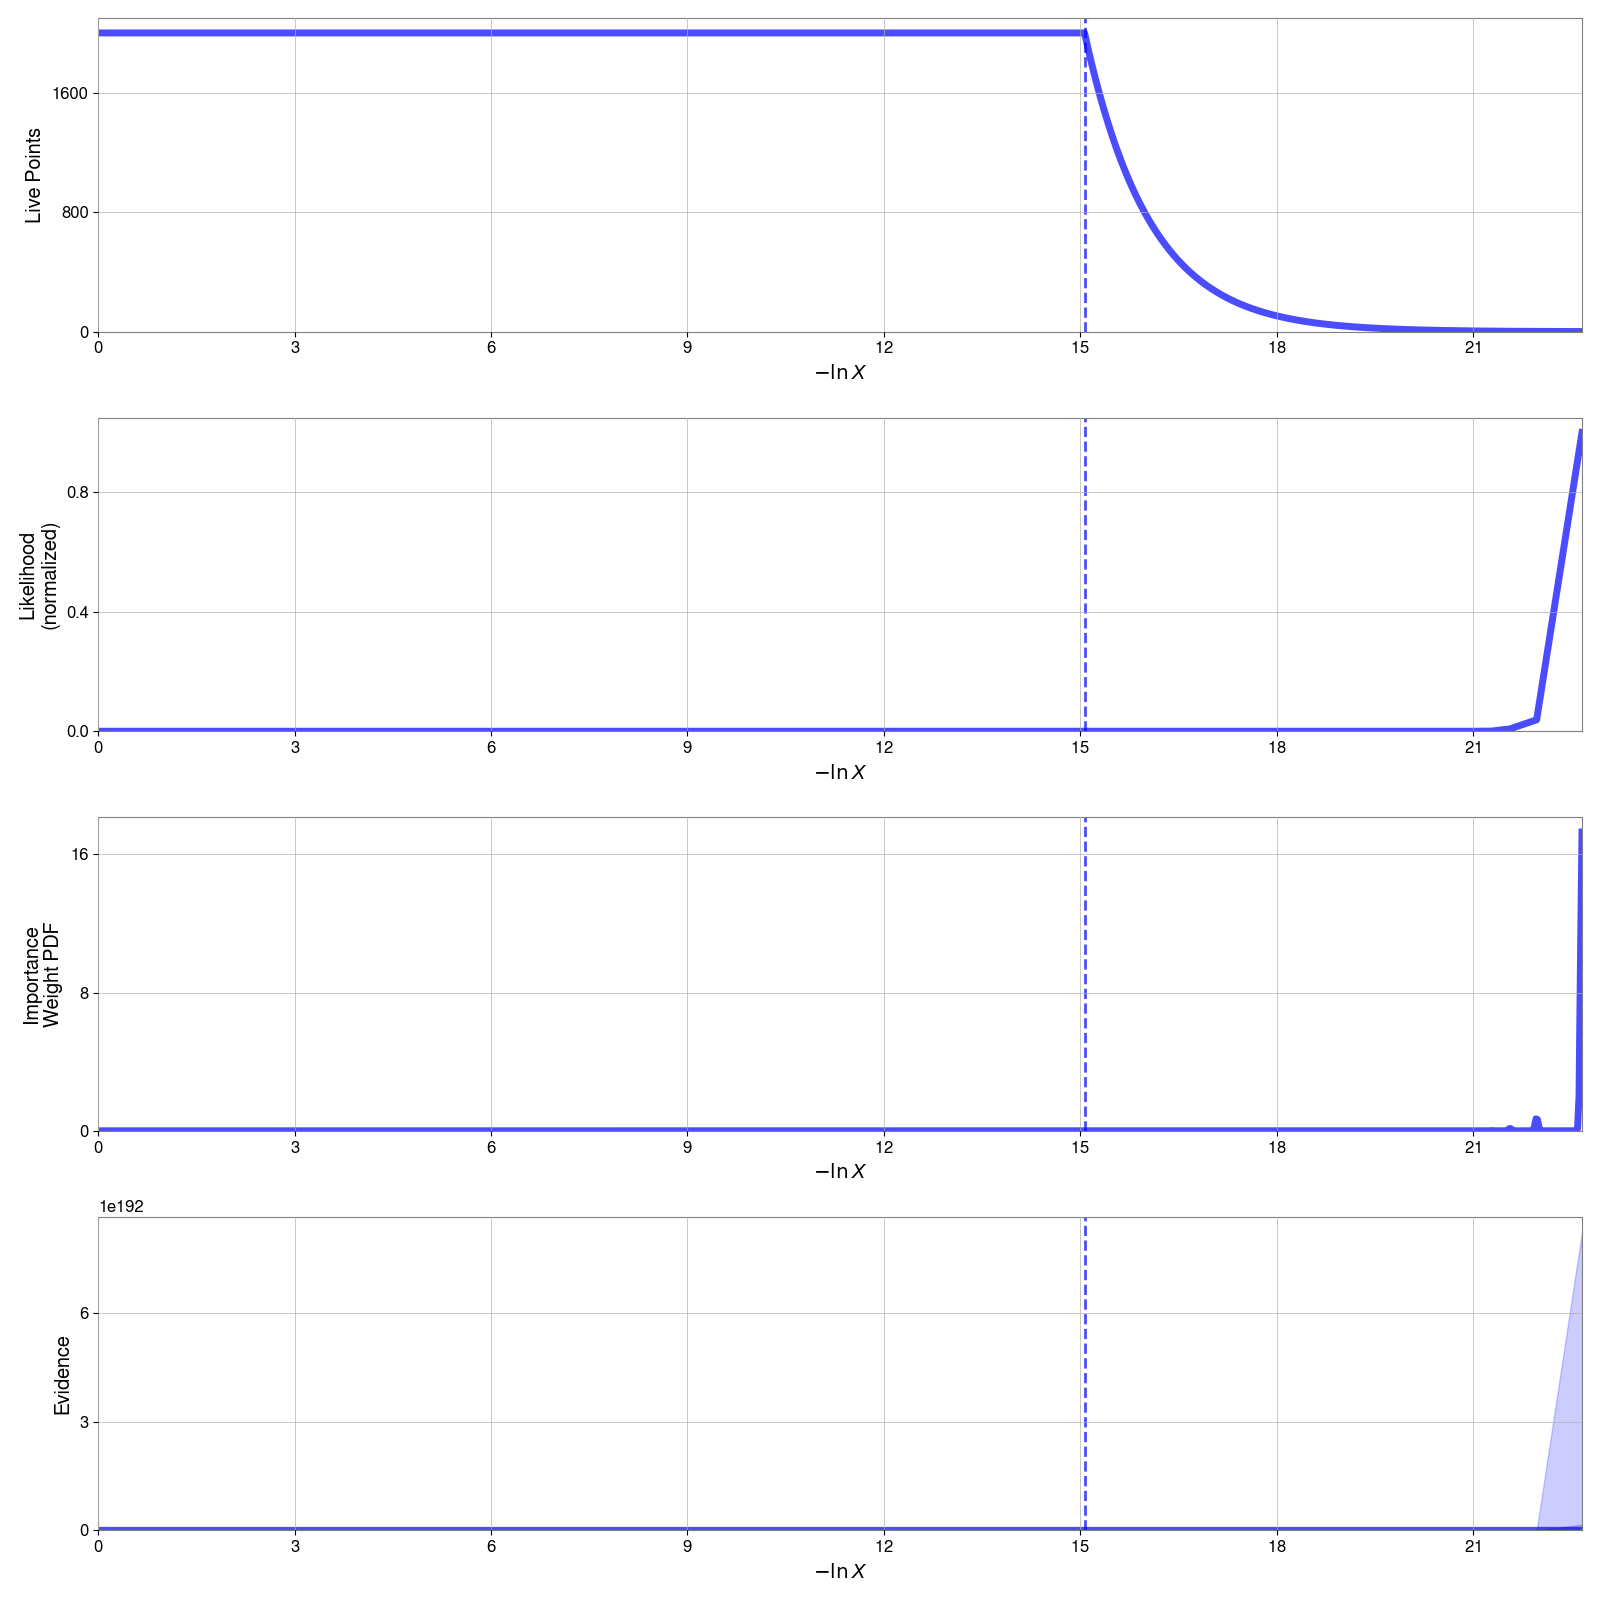 1600
800
0
Live Points
0 3 6 9 12 15 18 21
−ln X
0.8
0.4
0.0
Likelihood
(normalized)
0 3 6 9 12 15 18 21
−ln X
16
8
0
Importance
Weight PDF
0 3 6 9 12 15 18 21
−ln X
1e192
6
3
0
Evidence
0 3 6 9 12 15 18 21
−ln X